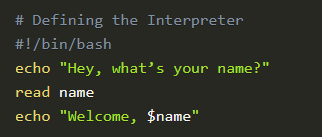 # Defining the Interpreter
#!/bin/bash
echo "Hey, what’s your name?"
read name
echo "Welcome, $name"